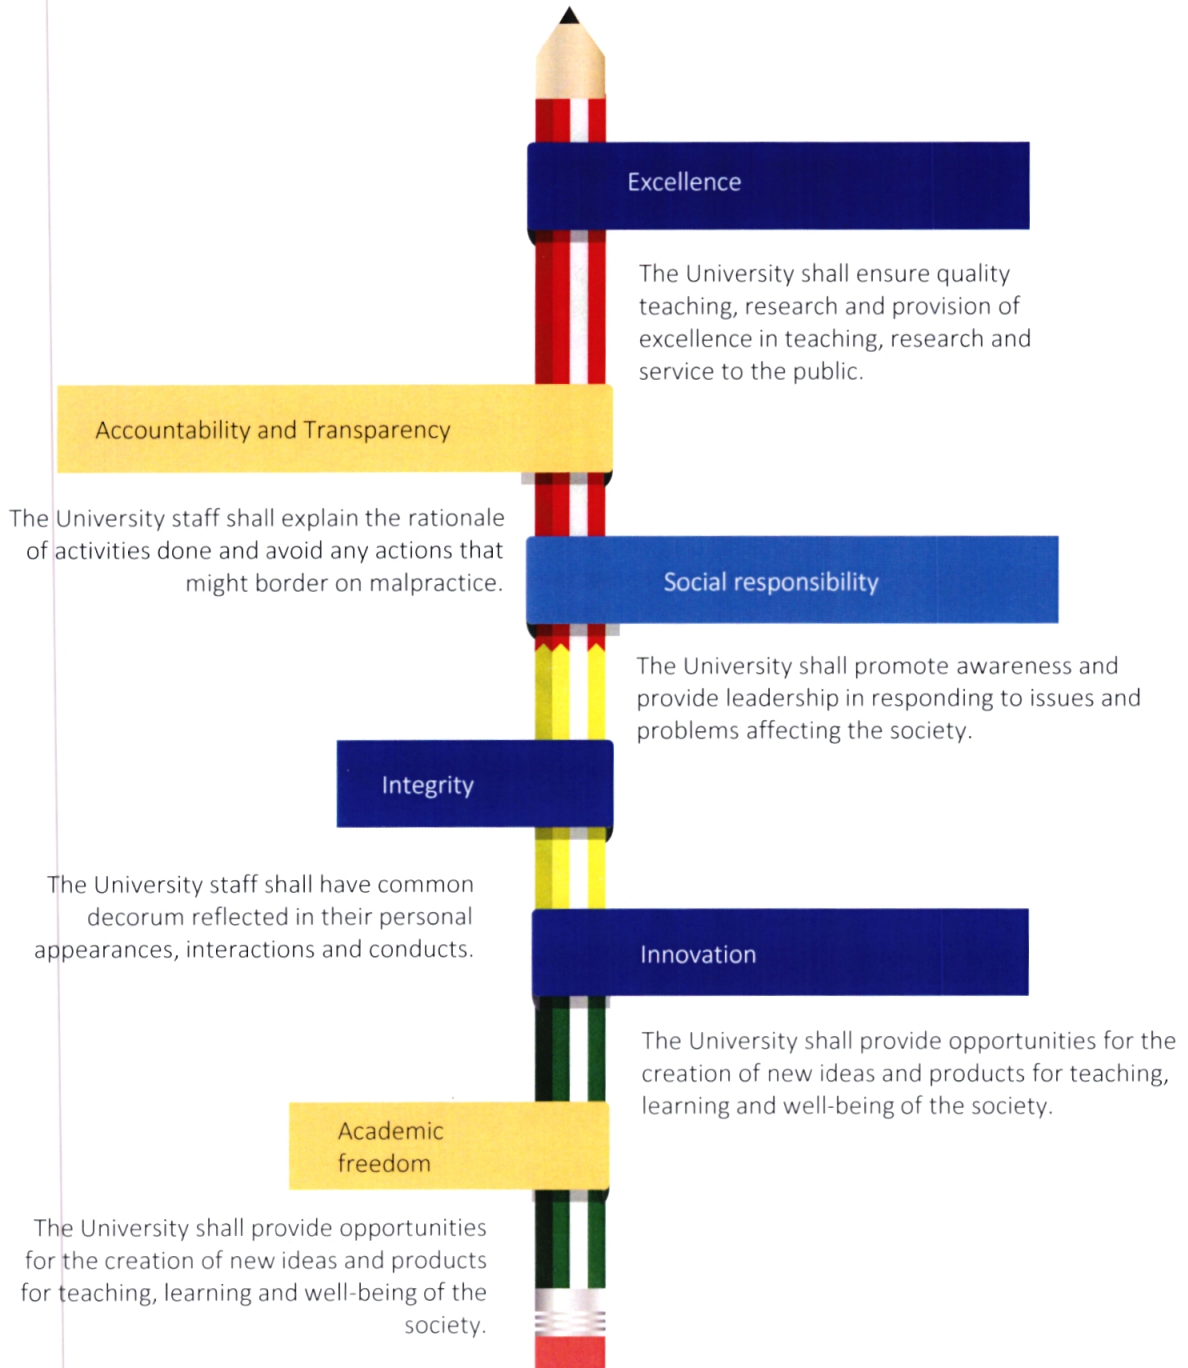 Excellence
The University shall ensure quality
teaching, research and provision of
excellence in teaching, research and
service to the public.
Accountability and Transparency
The University staff shall explain the rationale
of activities done and avoid any actions that
might border on malpractice.
Social responsibility
The University shall promote awareness and
provide leadership in responding to issues and
problems affecting the society.
Integrity
The University staff shall have common
decorum reflected in their personal
appearances, interactions and conducts.
Innovation
The University shall provide opportunities for the
creation of new ideas and products for teaching,
learning and well-being of the society.
Academic
freedom
The University shall provide opportunities
for the creation of new ideas and products
for teaching, learning and well-being of the
society.